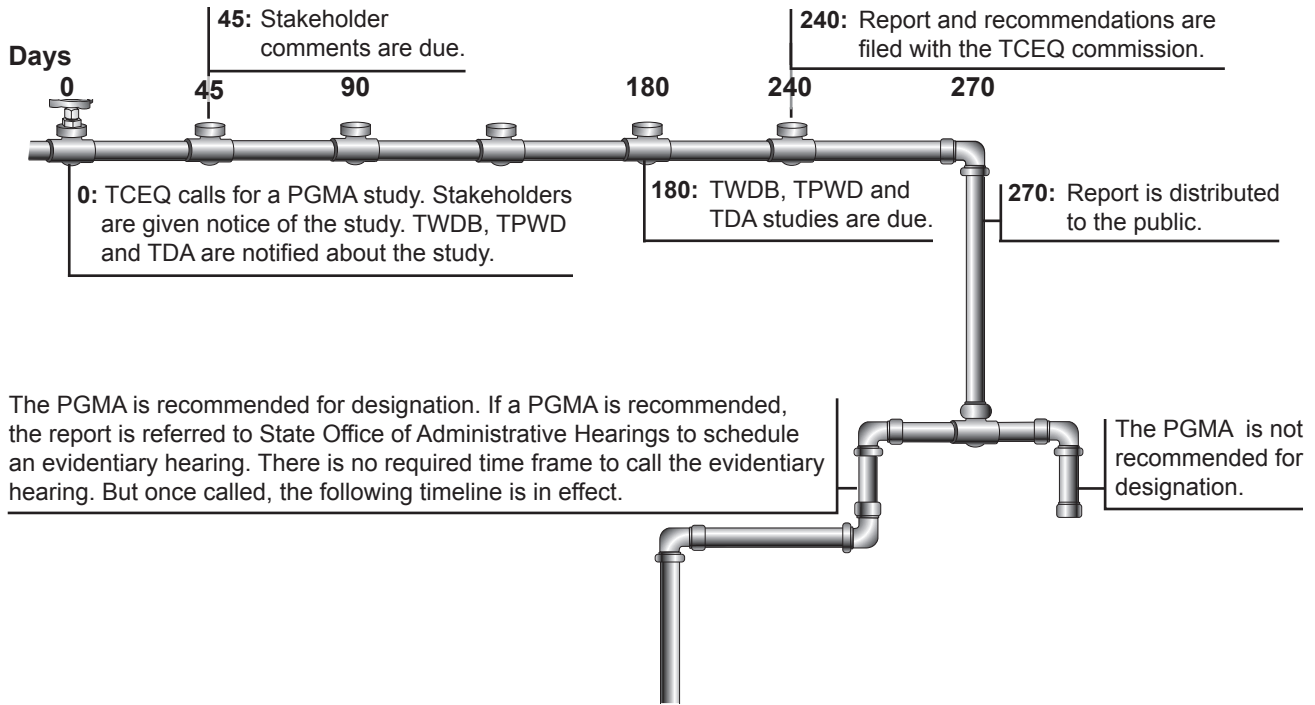 45: Stakeholder
comments are due.
240: Report and recommendations are
filed with the TCEQ commission.
Days
0 45 90 180 240 270
0: TCEQ calls for a PGMA study. Stakeholders
are given notice of the study. TWDB, TPWD
and TDA are notified about the study.
180: TWDB, TPWD and
TDA studies are due.
270: Report is distributed
to the public.
The PGMA is recommended for designation. If a PGMA is recommended,
the report is referred to State Office of Administrative Hearings to schedule
an evidentiary hearing. There is no required time frame to call the evidentiary
hearing. But once called, the following timeline is in effect.
The PGMA is not
recommended for
designation.